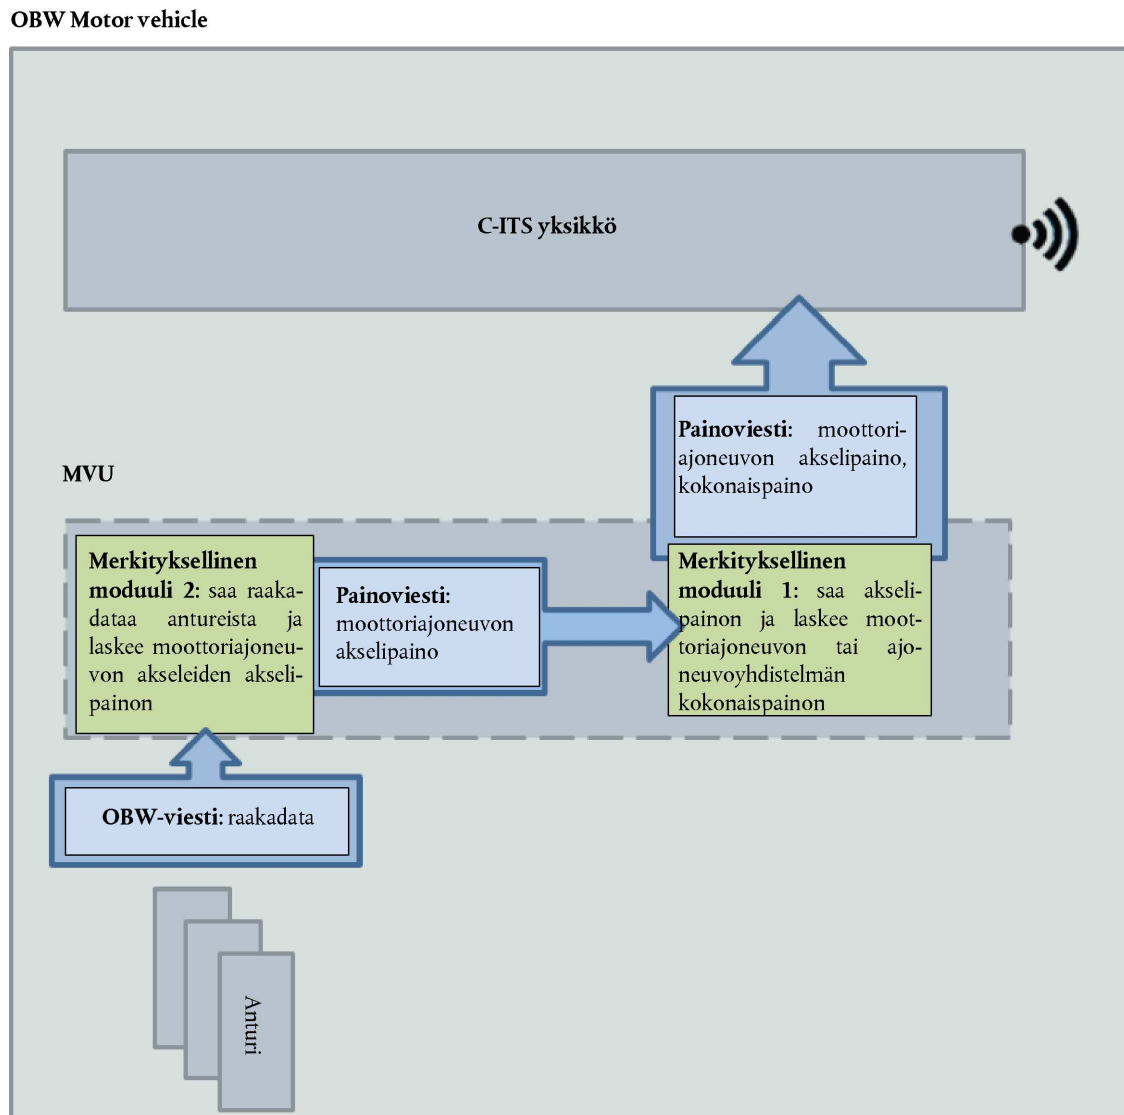 OBW Motor vehicle
C-ITS yksikkö
Painoviesti: moottori-
ajoneuvon akselipaino,
kokonaispaino
MVU
Merkityksellinen
moduuli 2: saa raaka-
dataa antureista ja
laskee moottoriajoneu-
von akseleiden akseli-
painon
Painoviesti:
moottoriajoneuvon
akselipaino
Merkityksellinen
moduuli 1: saa akseli-
painon ja laskee moot-
toriajoneuvon tai ajo-
neuvoyhdistelmän
kokonaispainon
OBW-viesti: raakadata
Anturi